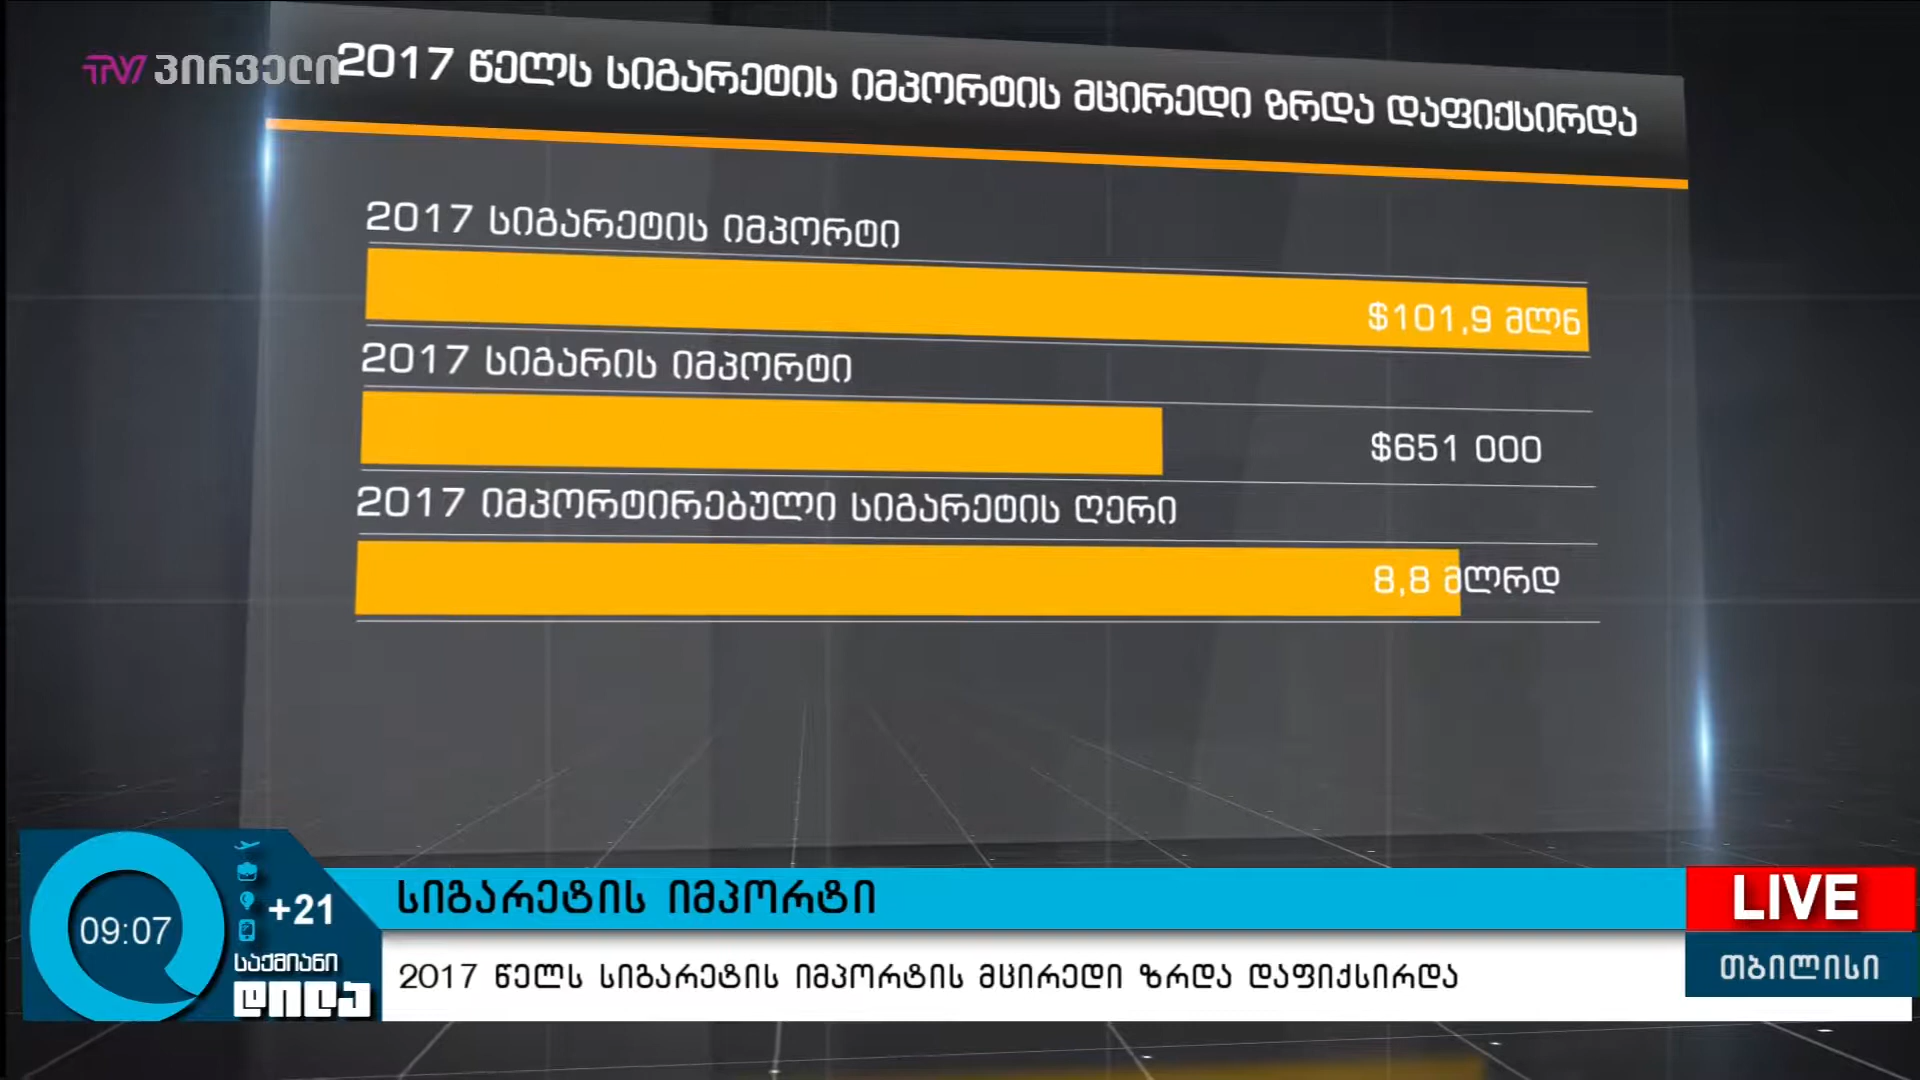 TV პირველი
2017 წელს სიგარეტის იმპორტის მცირედი ზრდა დაფიქსირდა
2017 სიგარეტის იმპორტი
$101,9 მლნ
2017 სიგარის იმპორტი
$651 000
2017 იმპორტირებული სიგარეტის ღერი
8,8 მლრდ
09:07
+21
საქმიანი
დილა
სიგარეტის იმპორტი
2017 წელს სიგარეტის იმპორტის მცირედი ზრდა დაფიქსირდა
LIVE
თბილისი